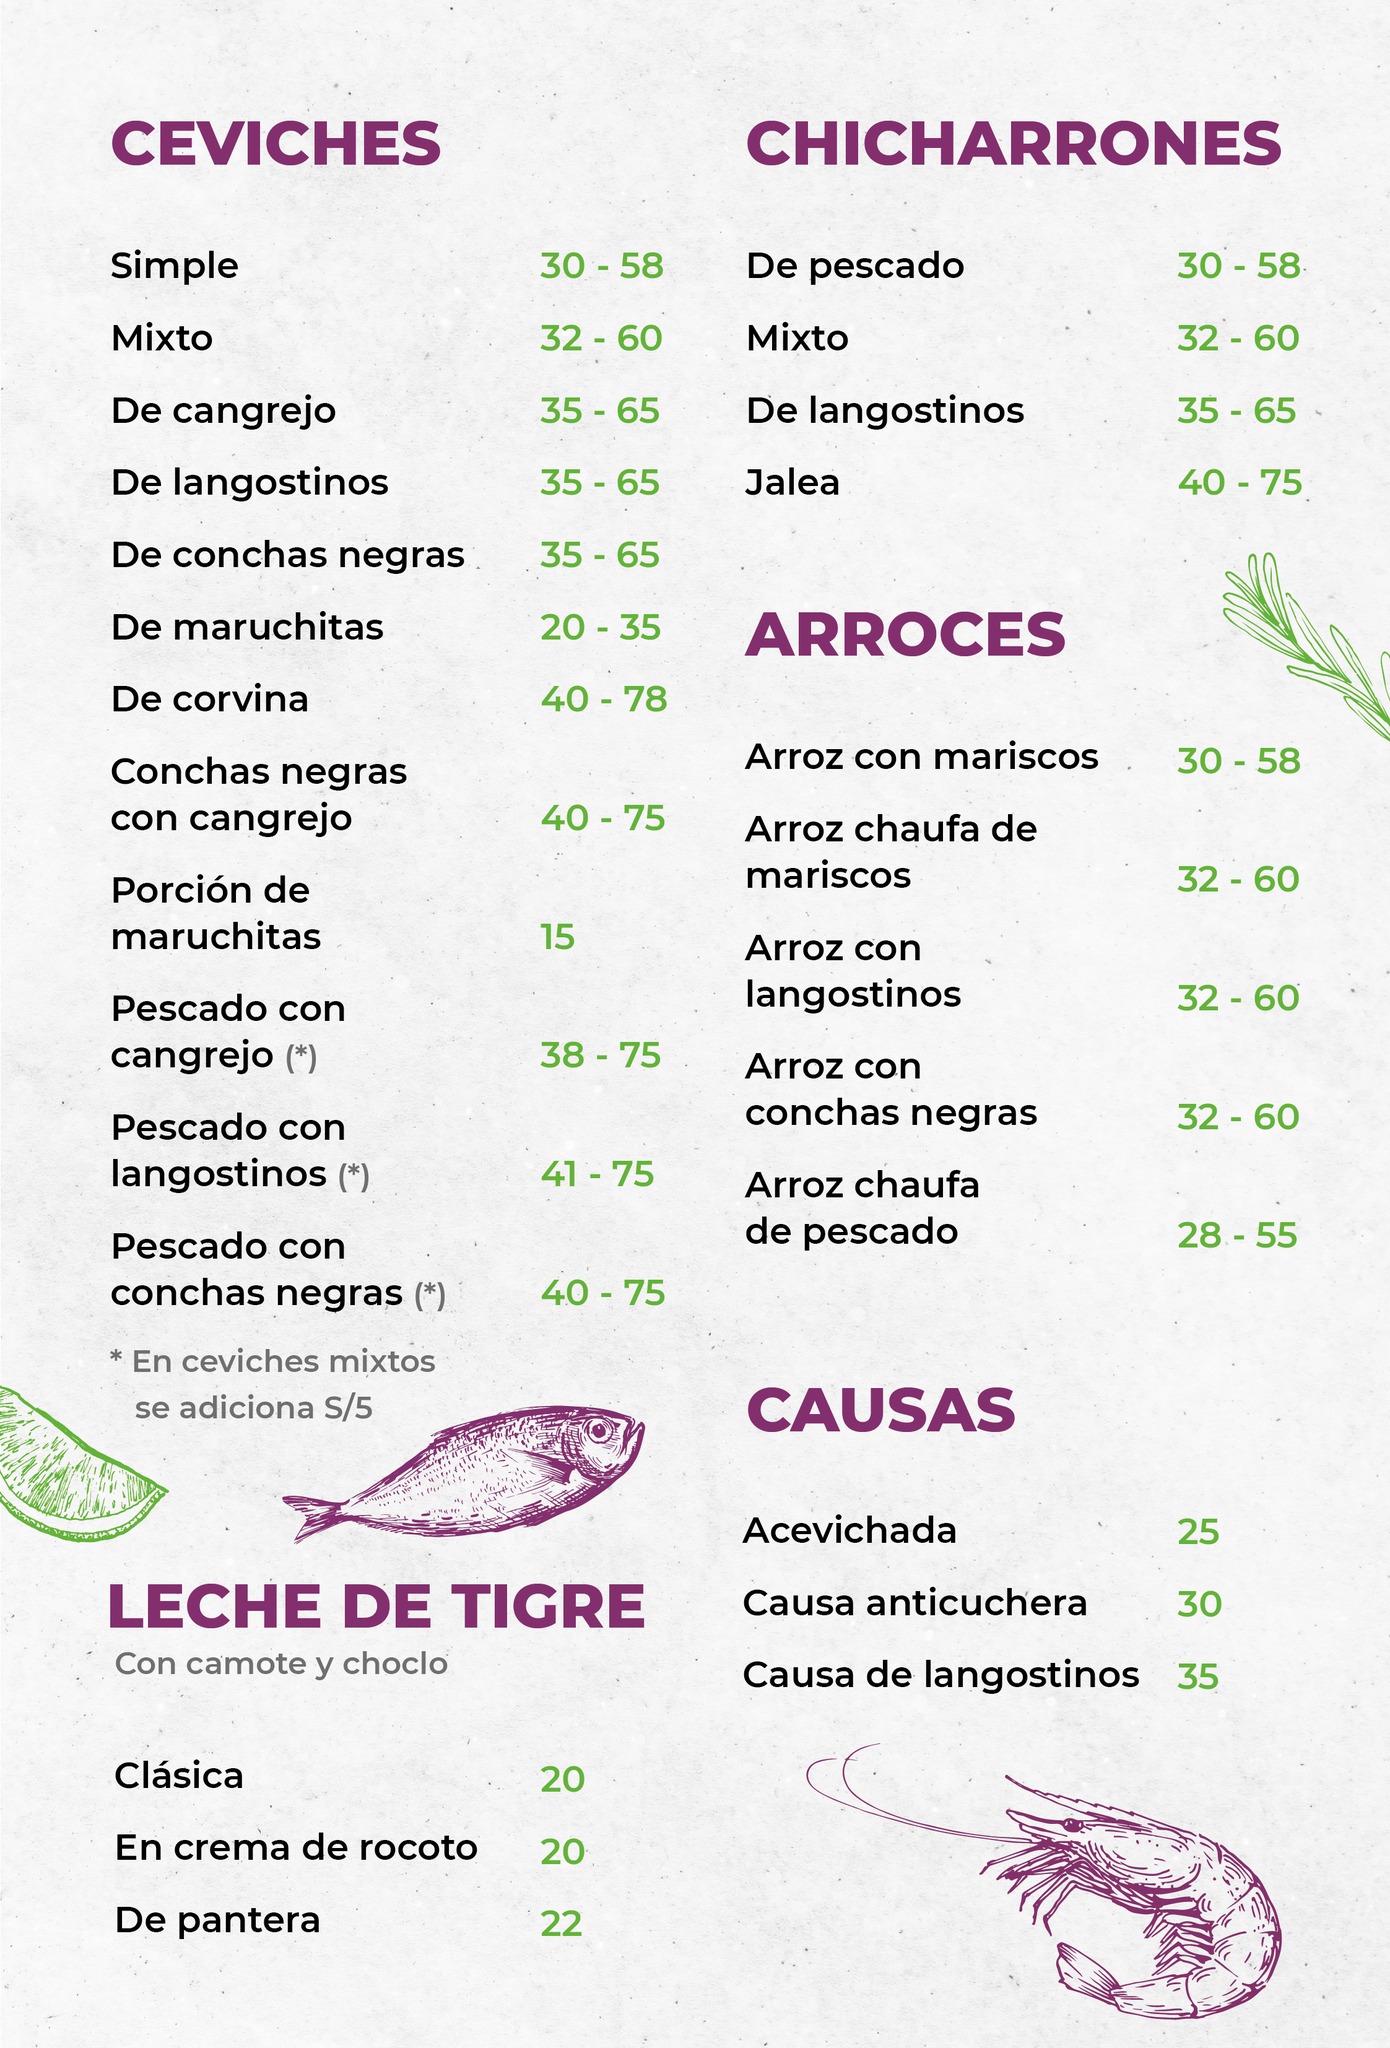 CEVICHES
Simple 30 - 58
Mixto 32 - 60
De cangrejo 35 - 65
De langostinos 35 - 65
De conchas negras 35 - 65
De maruchitas 20 - 35
De corvina 40 - 78
Conchas negras
con cangrejo 40 - 75
Porción de
maruchitas 15
Pescado con
cangrejo (*) 38 - 75
Pescado con
langostinos (*) 41 - 75
Pescado con
conchas negras (*) 40 - 75
* En ceviches mixtos
se adiciona S/5
LECHE DE TIGRE
Con camote y choclo
Clásica 20
En crema de rocoto 20
De pantera 22
CHICHARRONES
De pescado 30 - 58
Mixto 32 - 60
De langostinos 35 - 65
Jalea 40 - 75
ARROCES
Arroz con mariscos 30 - 58
Arroz chaufa de
mariscos 32 - 60
Arroz con
langostinos 32 - 60
Arroz con
conchas negras 32 - 60
Arroz chaufa
de pescado 28 - 55
CAUSAS
Acevichada 25
Causa anticuchera 30
Causa de langostinos 35